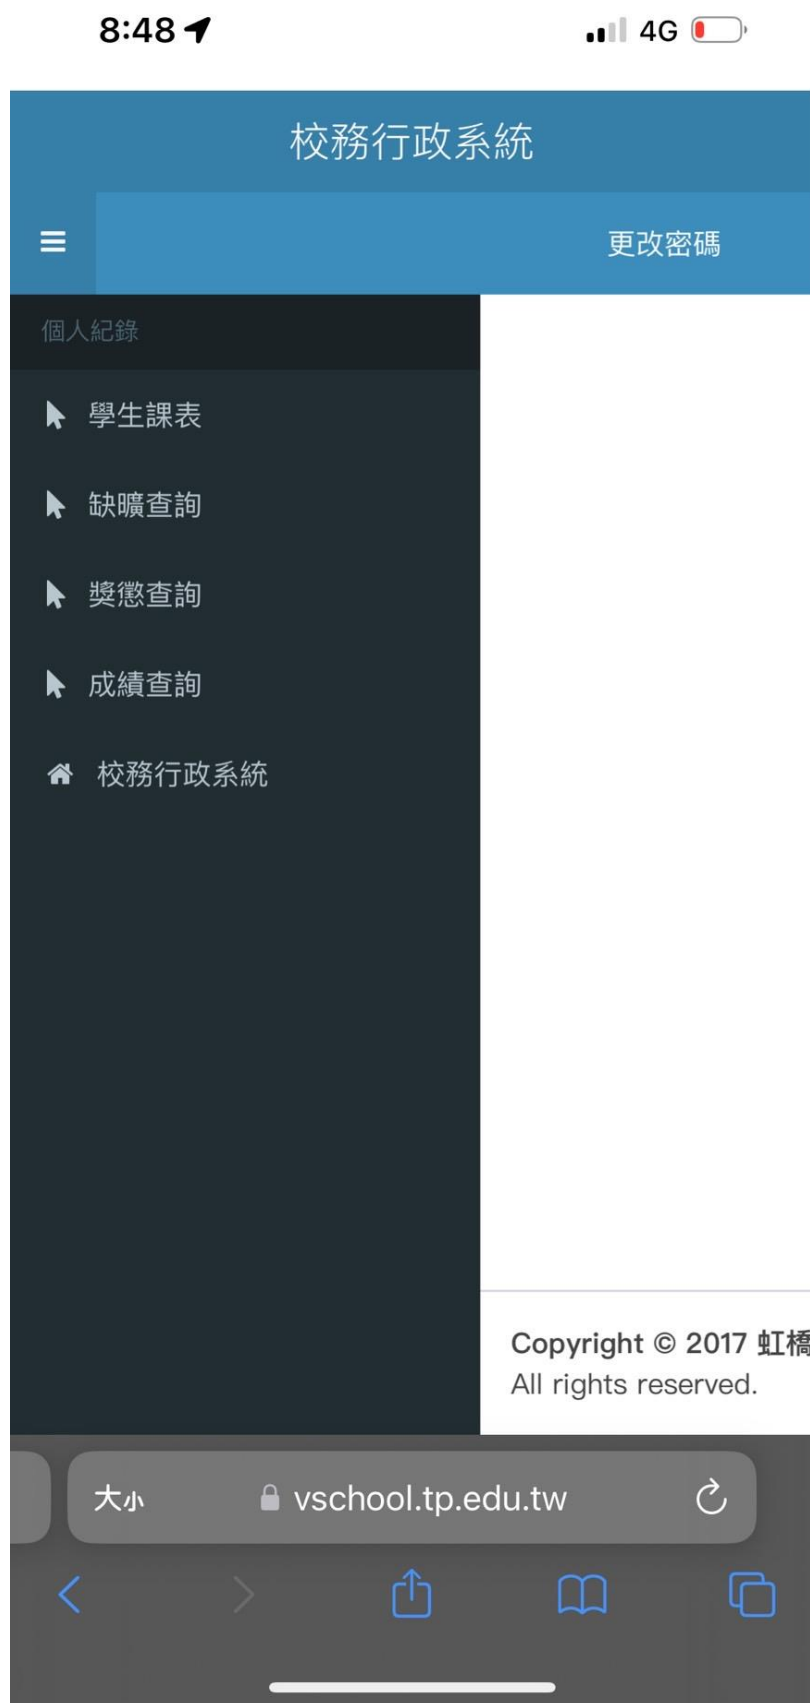 8:48 4G
校務行政系統
更改密碼
個人紀錄
學生課表
缺曠查詢
獎懲查詢
成績查詢
校務行政系統
Copyright © 2017 虹橋
All rights reserved.
大小 vschool.tp.edu.tw